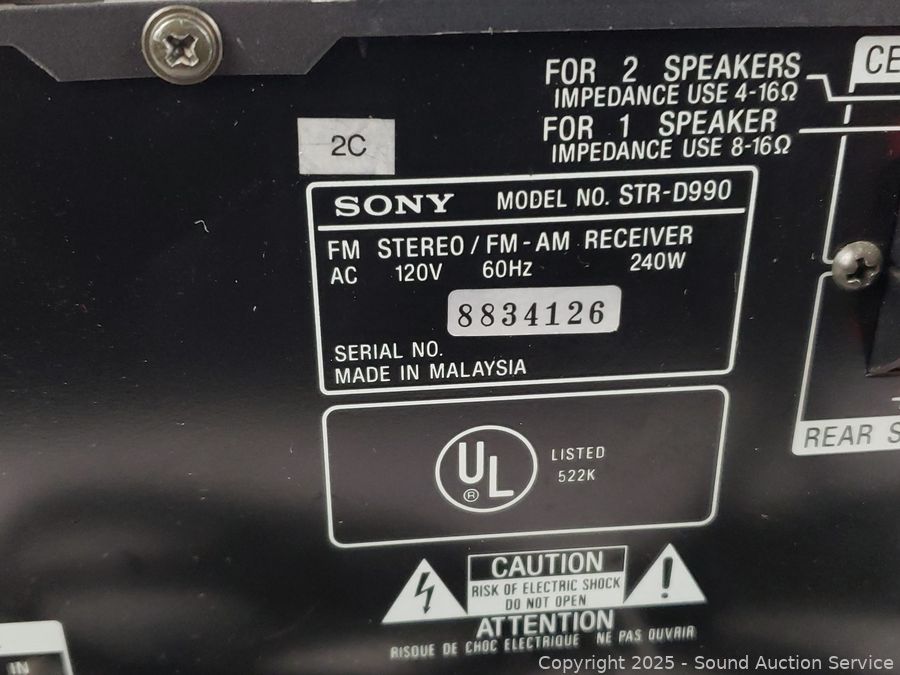 FOR 2 SPEAKERS
IMPEDANCE USE 4-16Ω
FOR 1 SPEAKER
IMPEDANCE USE 8-16Ω
CE
2C
SONY MODEL NO. STR-D990
FM STEREO / FM-AM RECEIVER
AC 120V 60Hz 240W
8834126
SERIAL NO.
MADE IN MALAYSIA
REAR S
UL ®
LISTED
522K
CAUTION
RISK OF ELECTRIC SHOCK
DO NOT OPEN
ATTENTION
RISQUE DE CHOC ELECTRIQUE NE PAS OUVRIR
IN
Copyright 2025 - Sound Auction Service